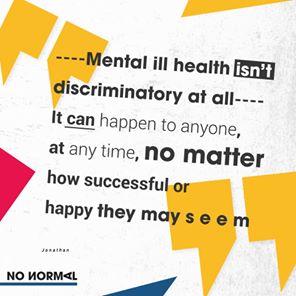 ----Mental ill health isn't
discriminatory at all----
It can happen to anyone,
at any time, no matter
how successful or
happy they may s e e m
Jonathan
NO NORMAL